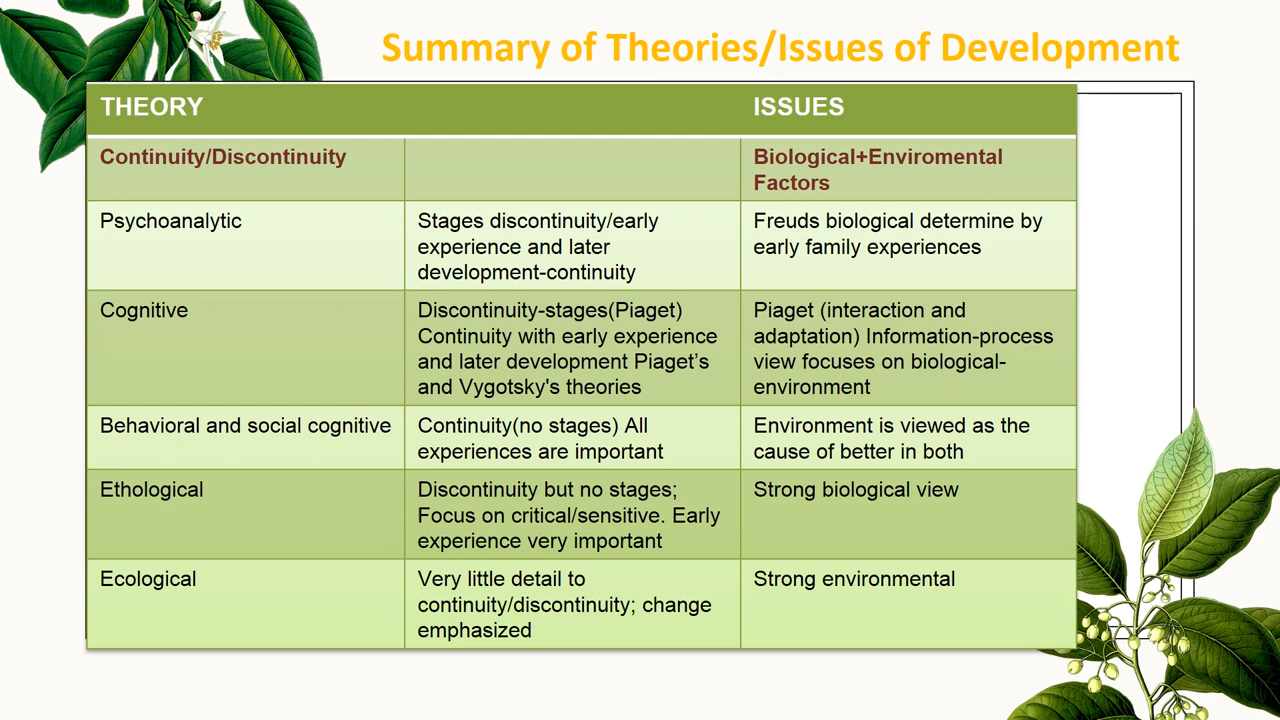 Summary of Theories/Issues of Development
THEORY
ISSUES
Continuity/Discontinuity
Biological+Enviromental
Factors
Psychoanalytic
Stages discontinuity/early
experience and later
development-continuity
Freuds biological determine by
early family experiences
Cognitive
Discontinuity-stages(Piaget)
Continuity with early experience
and later development Piaget’s
and Vygotsky's theories
Piaget (interaction and
adaptation) Information-process
view focuses on biological-
environment
Behavioral and social cognitive
Continuity(no stages) All
experiences are important
Environment is viewed as the
cause of better in both
Ethological
Discontinuity but no stages;
Focus on critical/sensitive. Early
experience very important
Strong biological view
Ecological
Very little detail to
continuity/discontinuity; change
emphasized
Strong environmental